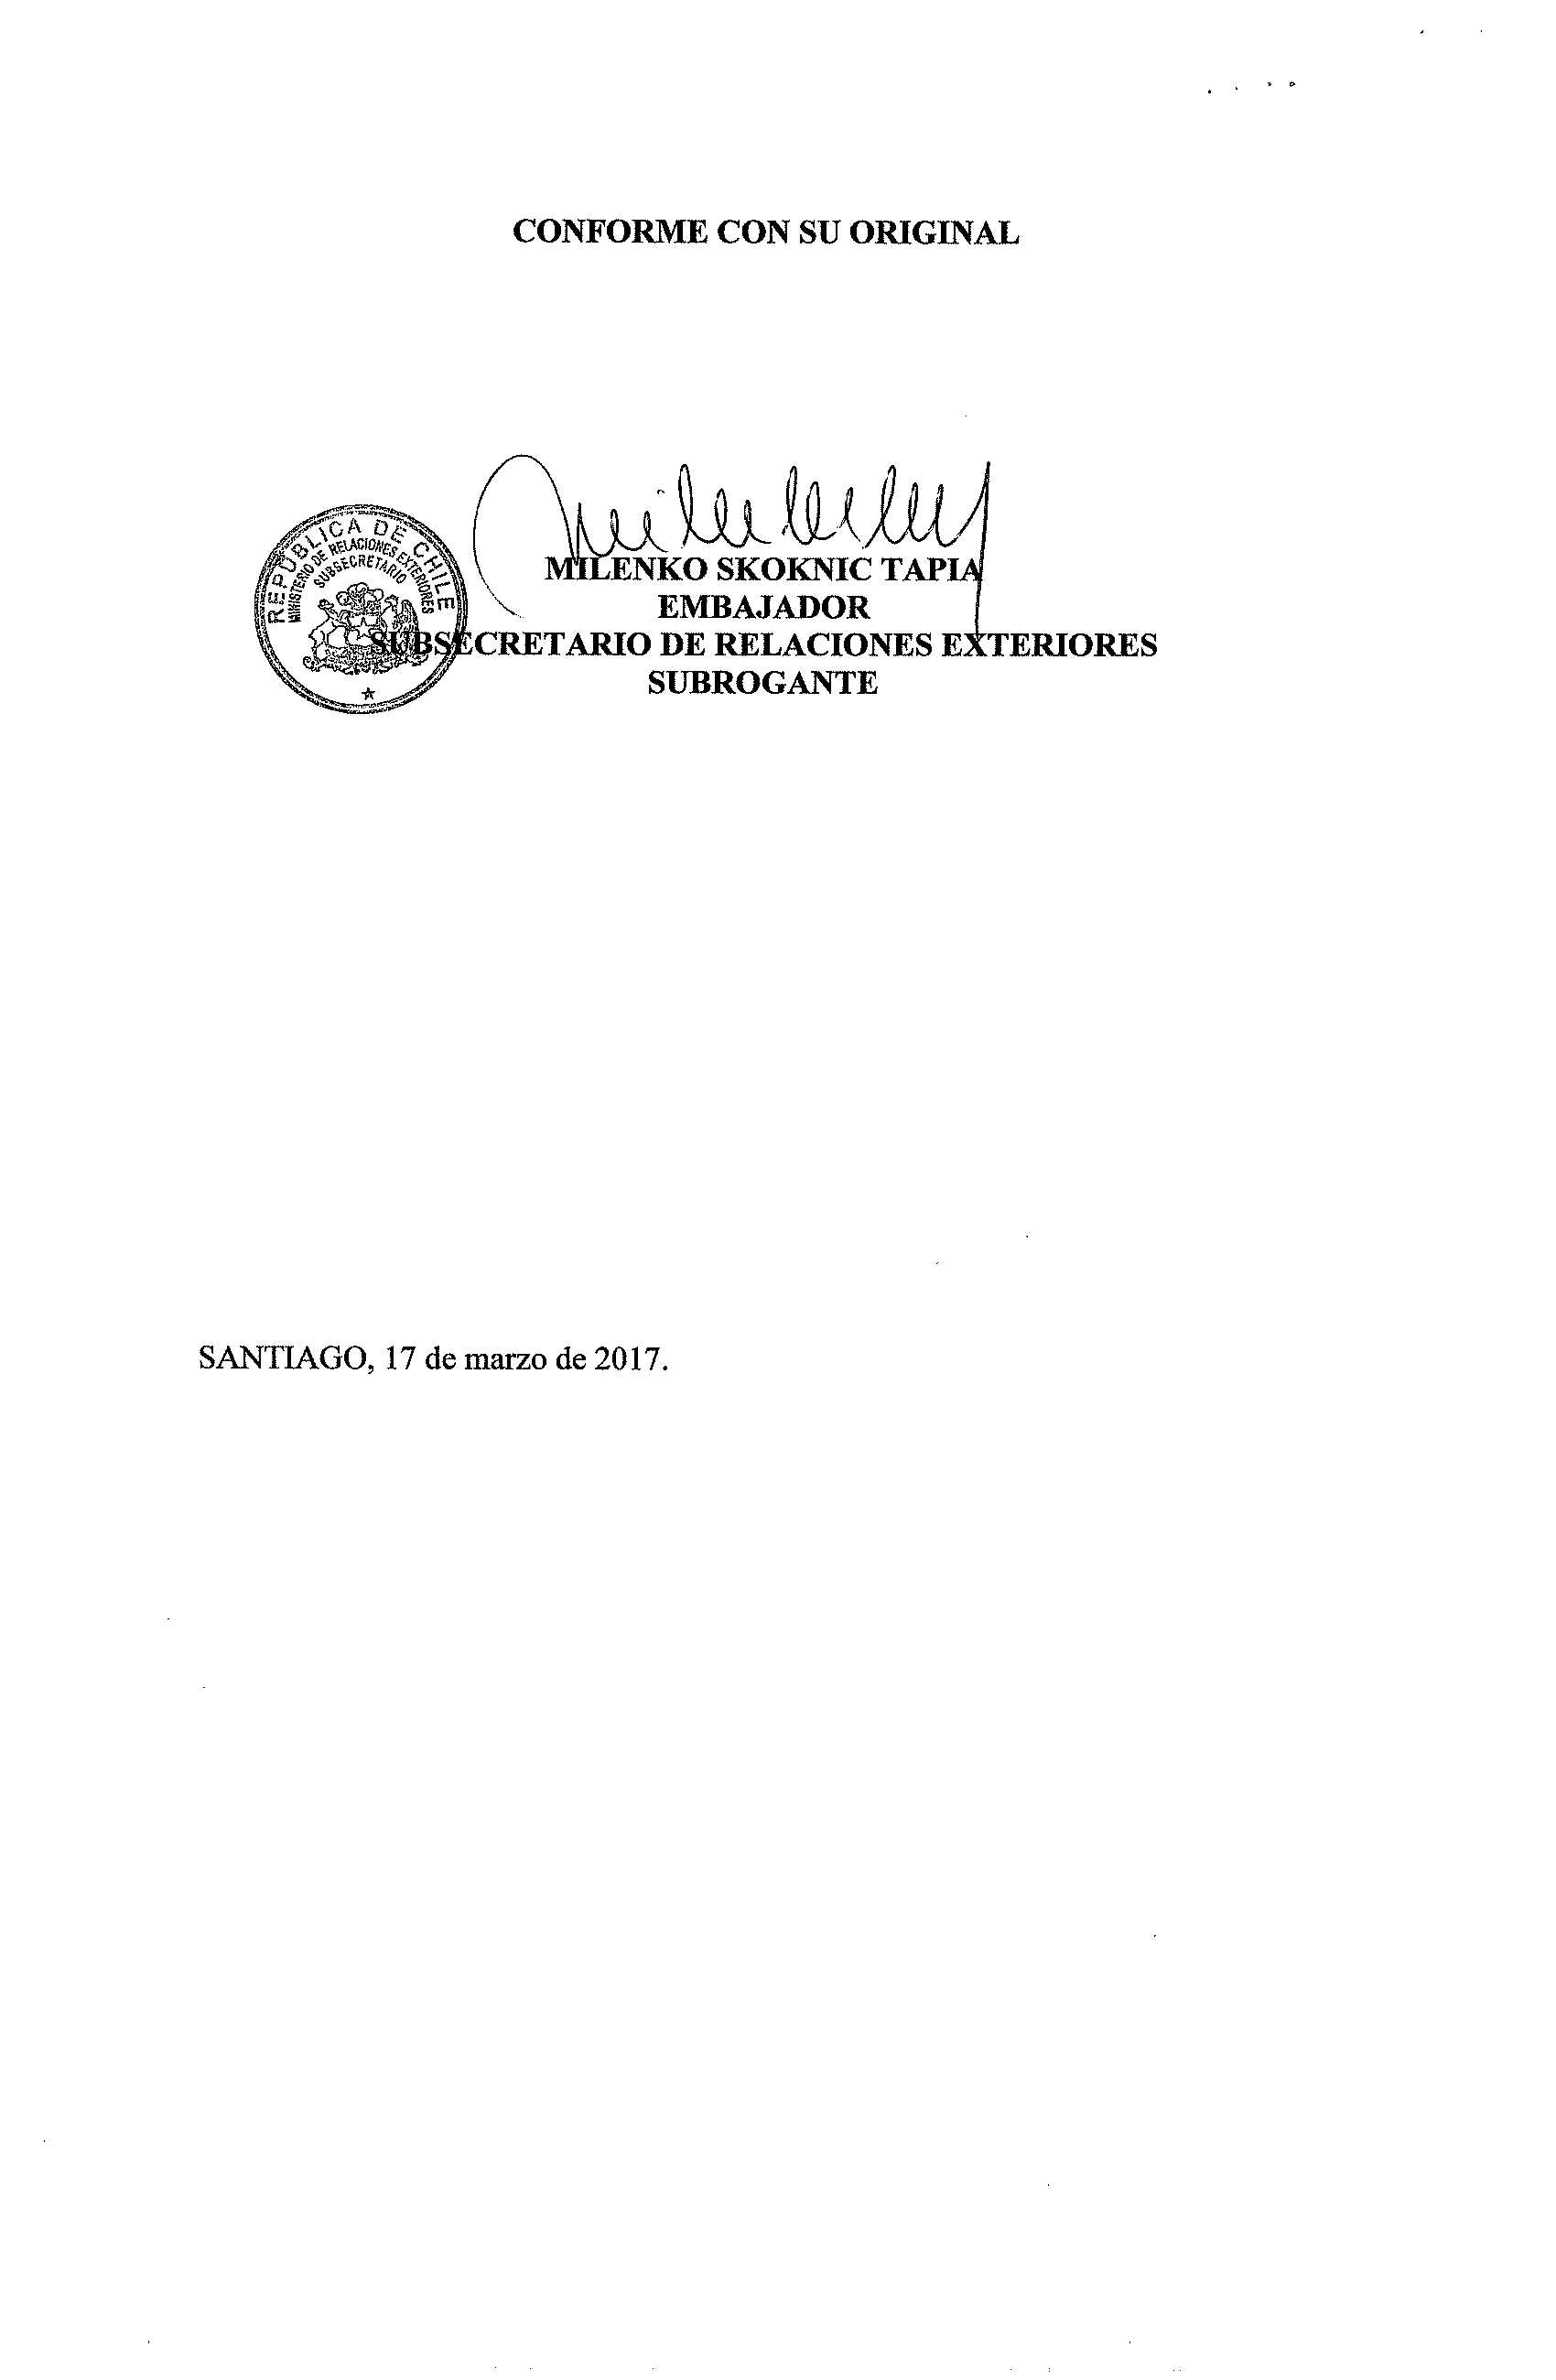 CONFORME CON SU ORIGINAL
REPUBLICA DE CHILE
MINISTERIO DE RELACIONES EXTERIORES
SUBSECRETARIO
MILENKO SKOKNIC TAPIA
EMBAJADOR
SUBSECRETARIO DE RELACIONES EXTERIORES
SUBROGANTE
SANTIAGO, 17 de marzo de 2017.